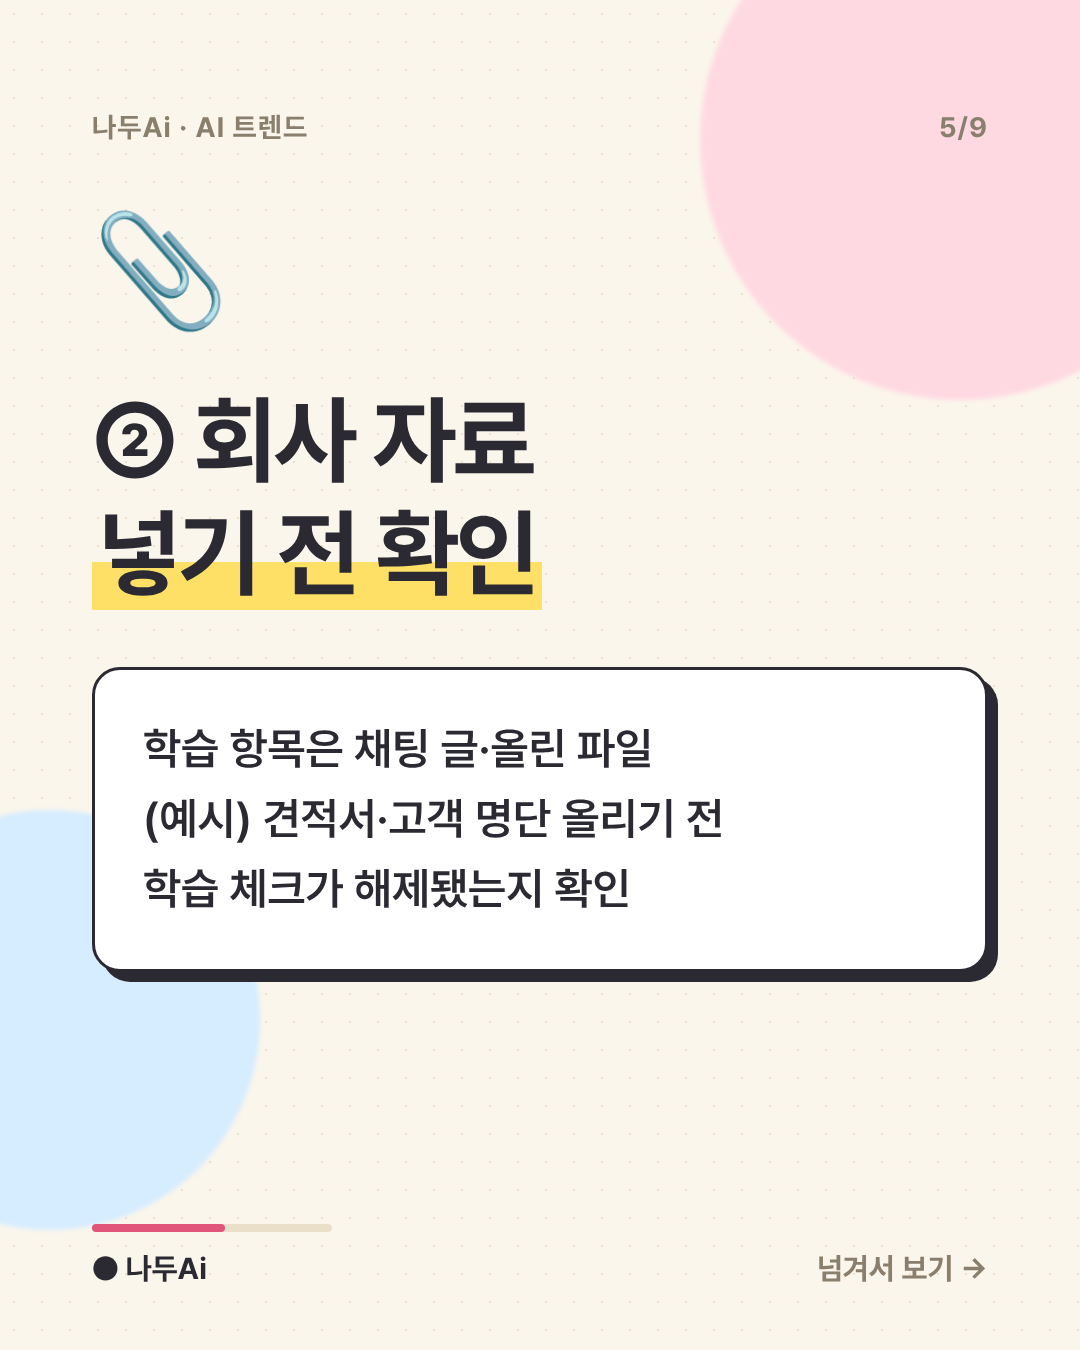 나두Ai · AI 트렌드
5/9
② 회사 자료
넣기 전 확인
학습 항목은 채팅 글·올린 파일
(예시) 견적서·고객 명단 올리기 전
학습 체크가 해제됐는지 확인
● 나두Ai
넘겨서 보기 →